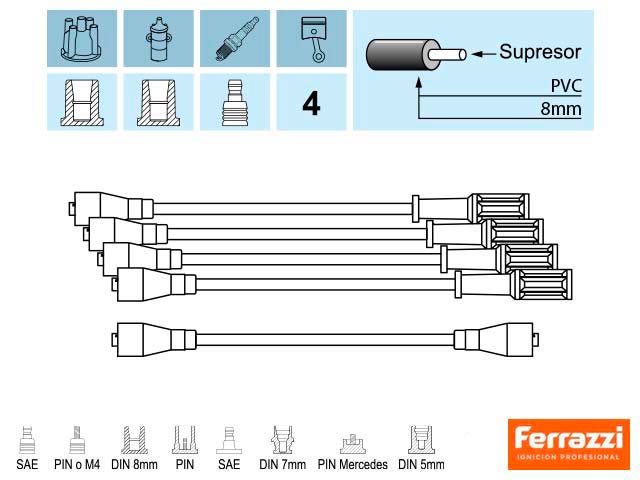 Supresor
PVC
8mm
4
SAE
PIN o M4
DIN 8mm
PIN
SAE
DIN 7mm
PIN Mercedes
DIN 5mm
Ferrazzi
IGNICION PROFESIONAL